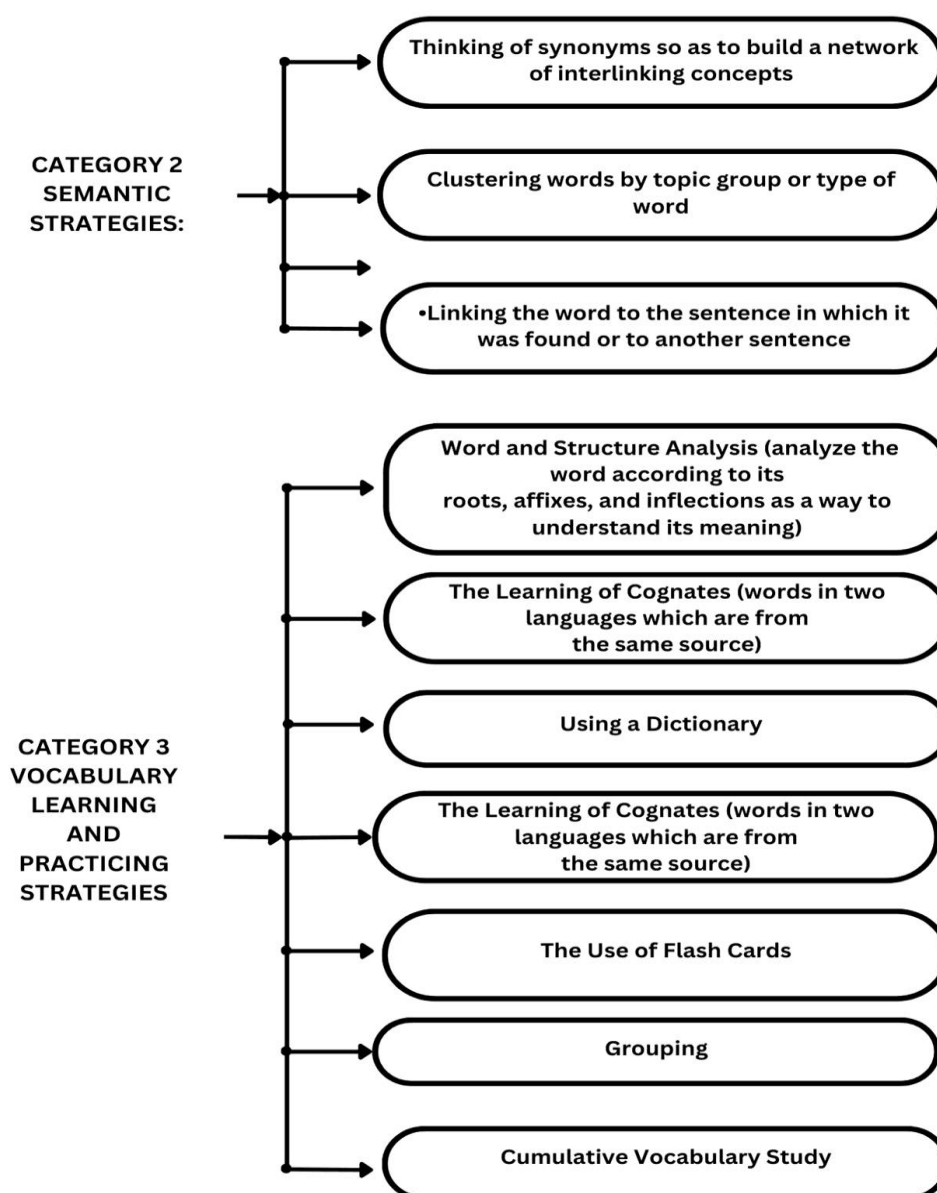 Thinking of synonyms so as to build a network
of interlinking concepts
CATEGORY 2
SEMANTIC
STRATEGIES:
Clustering words by topic group or type of
word
•Linking the word to the sentence in which it
was found or to another sentence
Word and Structure Analysis (analyze the
word according to its
roots, affixes, and inflections as a way to
understand its meaning)
The Learning of Cognates (words in two
languages which are from
the same source)
Using a Dictionary
CATEGORY 3
VOCABULARY
LEARNING
AND
PRACTICING
STRATEGIES
The Learning of Cognates (words in two
languages which are from
the same source)
The Use of Flash Cards
Grouping
Cumulative Vocabulary Study